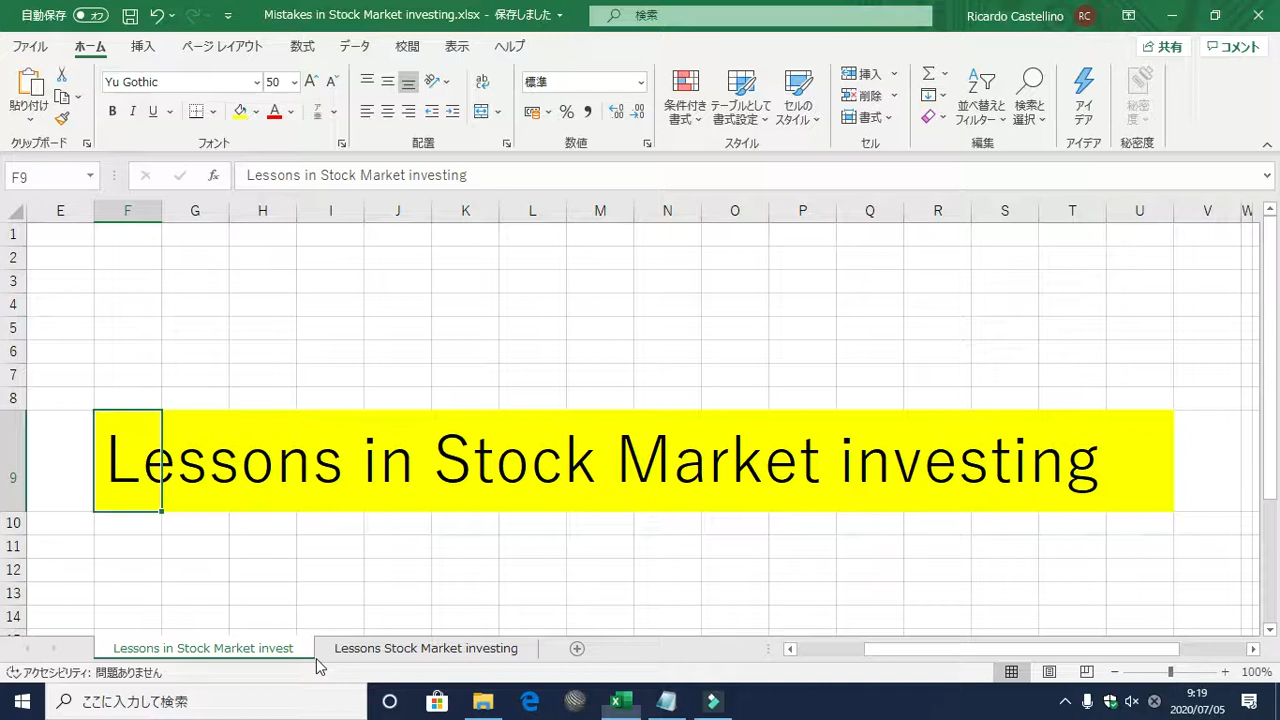 自動保存 オフ Mistakes in Stock Market investing.xlsx - 保存しました 検索 Ricardo Castellino RC
ファイル ホーム 挿入 ページ レイアウト 数式 データ 校閲 表示 ヘルプ 共有 コメント
貼り付け Yu Gothic 50 標準 条件付き書式 テーブルとして書式設定 セルのスタイル 挿入 削除 書式 並べ替えとフィルター 検索と選択 アイデア 秘密度
B I U A
クリップボード フォント 配置 数値 スタイル セル 編集 アイデア 秘密度
F9 fx Lessons in Stock Market investing
E F G H I J K L M N O P Q R S T U V W
1
2
3
4
5
6
7
8
9 Lessons in Stock Market investing
10
11
12
13
14
Lessons in Stock Market invest Lessons Stock Market investing
アクセシビリティ: 問題ありません 100%
ここに入力して検索 9:19
2020/07/05